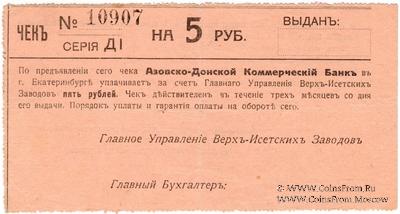 ЧЕКЪ
№ 10907
СЕРІЯ ДІ
НА 5 РУБ.
ВЫДАНЪ:
По предъявленіи сего чека Азовско-Донской Коммерческій Банкъ въ
г. Екатеринбургѣ уплачиваетъ за счетъ Главнаго Управленія Верхъ-Исетскихъ
Заводовъ пять рублей. Чекъ дѣйствителенъ въ теченіе трехъ мѣсяцевъ со дня
его выдачи. Порядокъ уплаты и гарантія оплаты на оборотѣ сего.
Главное Управленіе Верхъ-Исетскихъ Заводовъ
Главный Бухгалтеръ:
www.CoinsFrom.Ru
www.CoinsFrom.Moscow